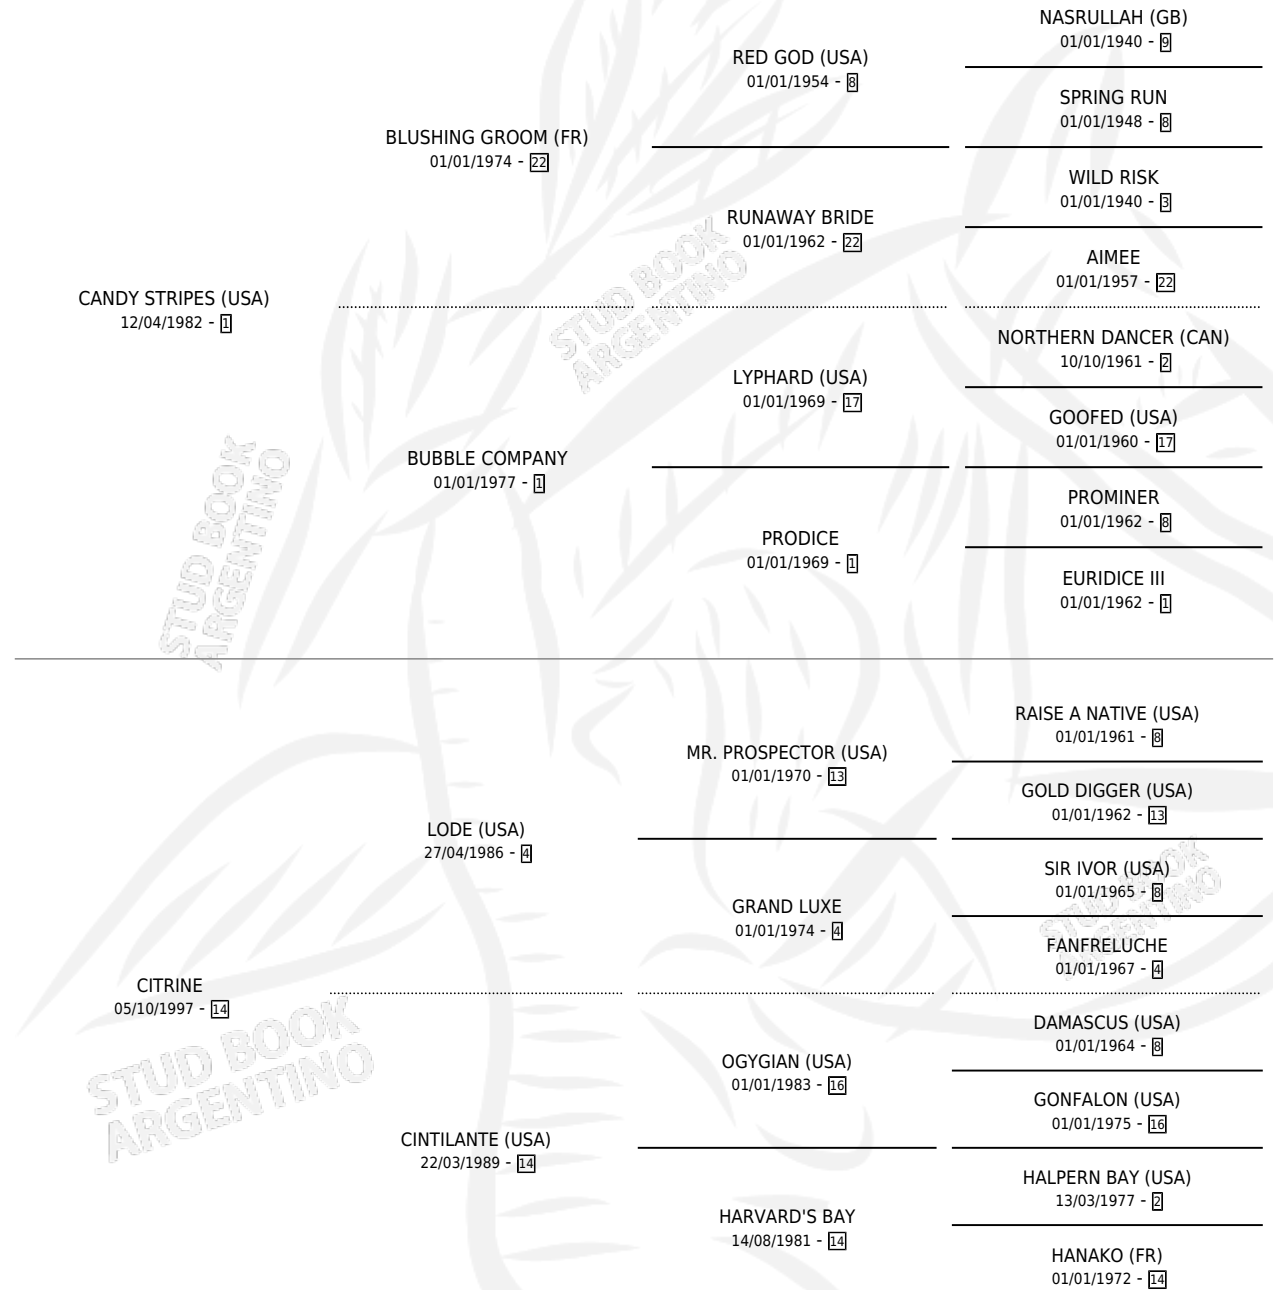 NASRULLAH (GB)
01/01/1940 - 9
RED GOD (USA)
01/01/1954 - 8
SPRING RUN
01/01/1948 - 8
BLUSHING GROOM (FR)
01/01/1974 - 22
WILD RISK
01/01/1940 - 3
RUNAWAY BRIDE
01/01/1962 - 22
AIMEE
01/01/1957 - 22
CANDY STRIPES (USA)
12/04/1982 - 1
NORTHERN DANCER (CAN)
10/10/1961 - 2
LYPHARD (USA)
01/01/1969 - 17
GOOFED (USA)
01/01/1960 - 17
BUBBLE COMPANY
01/01/1977 - 1
PROMINER
01/01/1962 - 8
PRODICE
01/01/1969 - 1
EURIDICE III
01/01/1962 - 1
RAISE A NATIVE (USA)
01/01/1961 - 8
MR. PROSPECTOR (USA)
01/01/1970 - 13
GOLD DIGGER (USA)
01/01/1962 - 13
LODE (USA)
27/04/1986 - 4
SIR IVOR (USA)
01/01/1965 - 8
GRAND LUXE
01/01/1974 - 4
FANFRELUCHE
01/01/1967 - 4
CITRINE
05/10/1997 - 14
DAMASCUS (USA)
01/01/1964 - 8
OGYGIAN (USA)
01/01/1983 - 16
GONFALON (USA)
01/01/1975 - 16
CINTILANTE (USA)
22/03/1989 - 14
HALPERN BAY (USA)
13/03/1977 - 2
HARVARD'S BAY
14/08/1981 - 14
HANAKO (FR)
01/01/1972 - 14
STUD BOOK
ARGENTINO
STUD BOOK
ARGENTINO
STUD BOOK
ARGENTINO
STUD BOOK
ARGENTINO